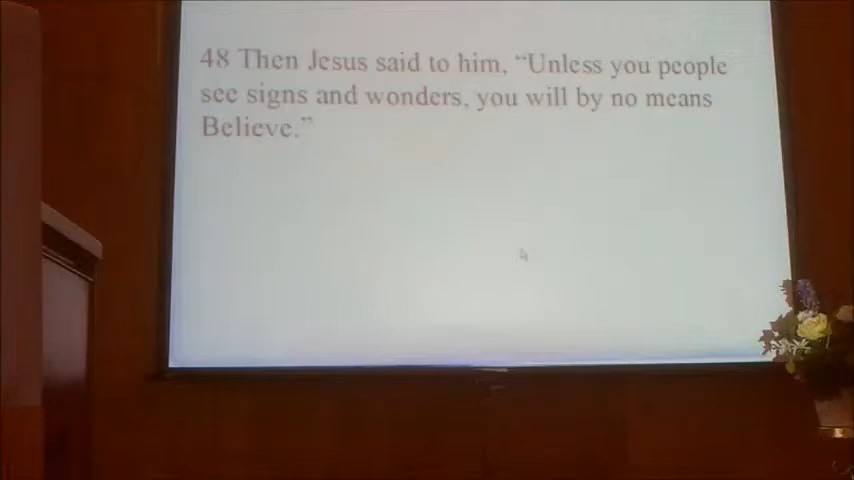 48 Then Jesus said to him, “Unless you people
see signs and wonders, you will by no means
Believe.”